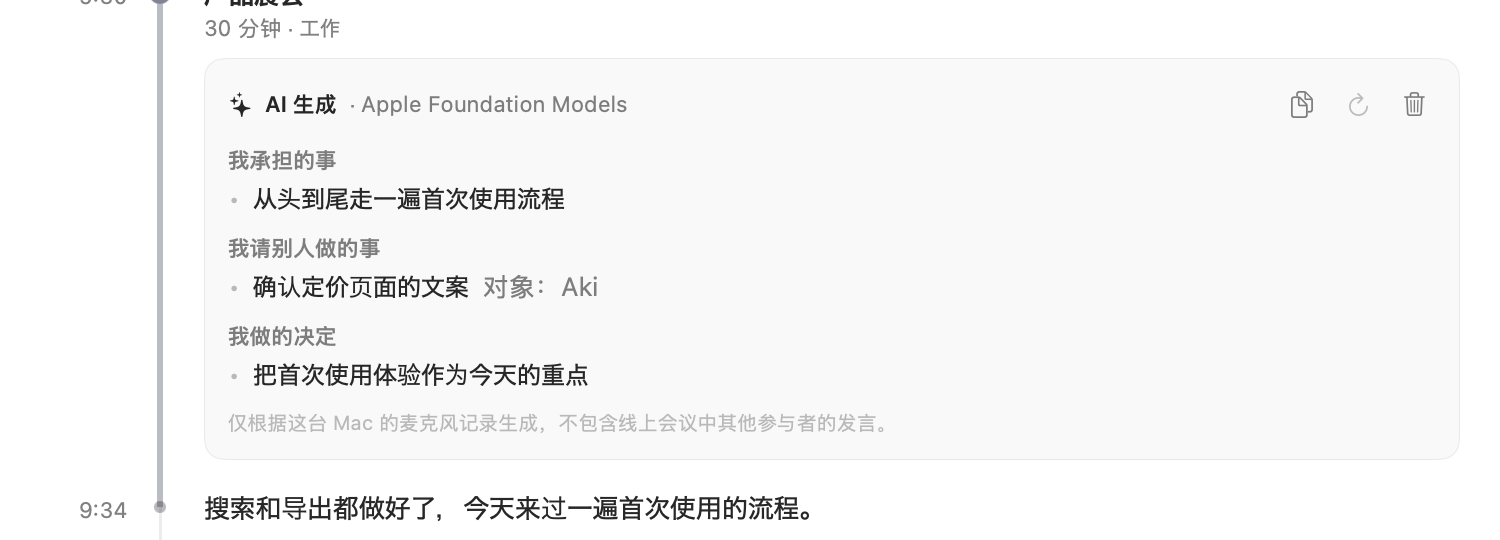 30 分钟 · 工作
AI 生成 · Apple Foundation Models
我承担的事
• 从头到尾走一遍首次使用流程
我请别人做的事
• 确认定价页面的文案 对象： Aki
我做的决定
• 把首次使用体验作为今天的重点
仅根据这台 Mac 的麦克风记录生成，不包含线上会议中其他参与者的发言。
9:34 搜索和导出都做好了，今天来过一遍首次使用的流程。